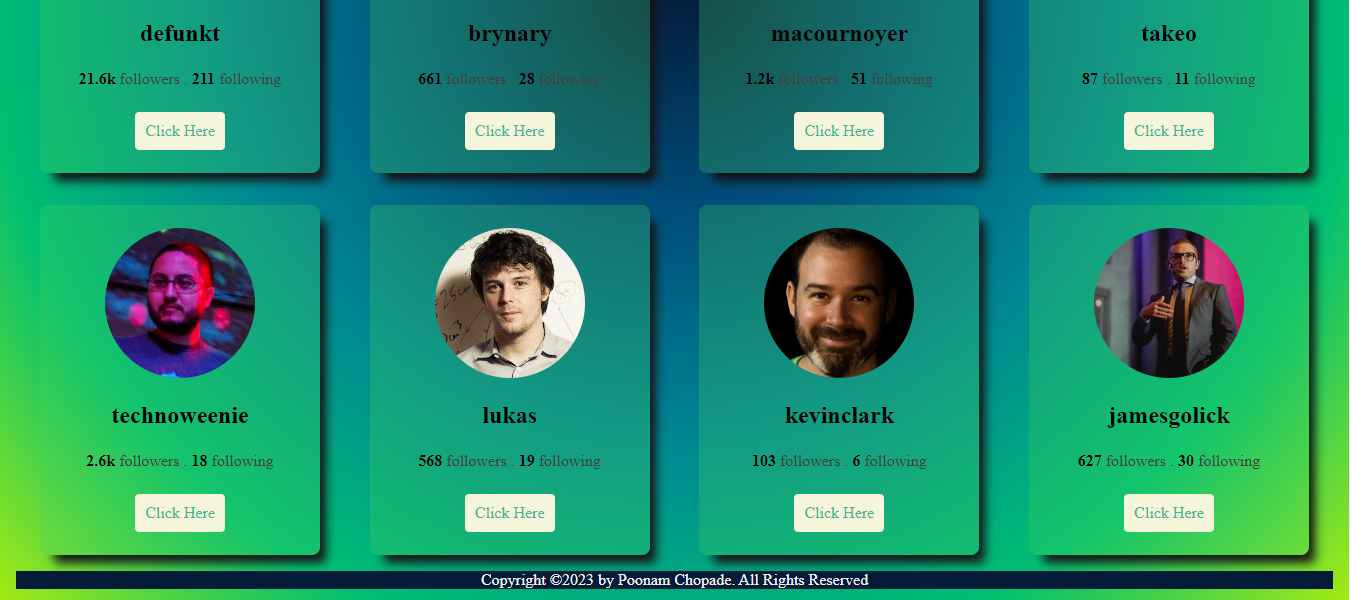 defunkt
brynary
macournoyer
takeo
21.6k followers . 211 following
661 followers . 28 following
1.2k followers . 51 following
87 followers . 11 following
Click Here
Click Here
Click Here
Click Here
technoweenie
lukas
kevinclark
jamesgolick
2.6k followers . 18 following
568 followers . 19 following
103 followers . 6 following
627 followers . 30 following
Click Here
Click Here
Click Here
Click Here
Copyright ©2023 by Poonam Chopade. All Rights Reserved